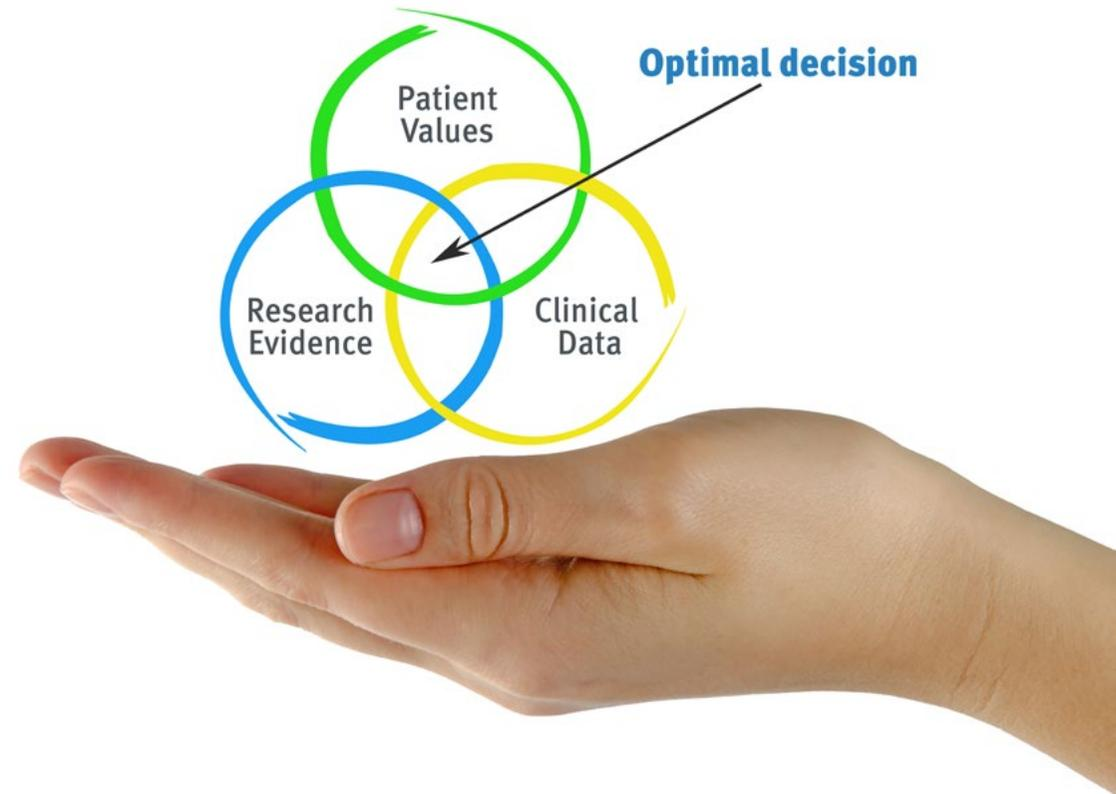 Optimal decision
Patient
Values
Research
Evidence
Clinical
Data